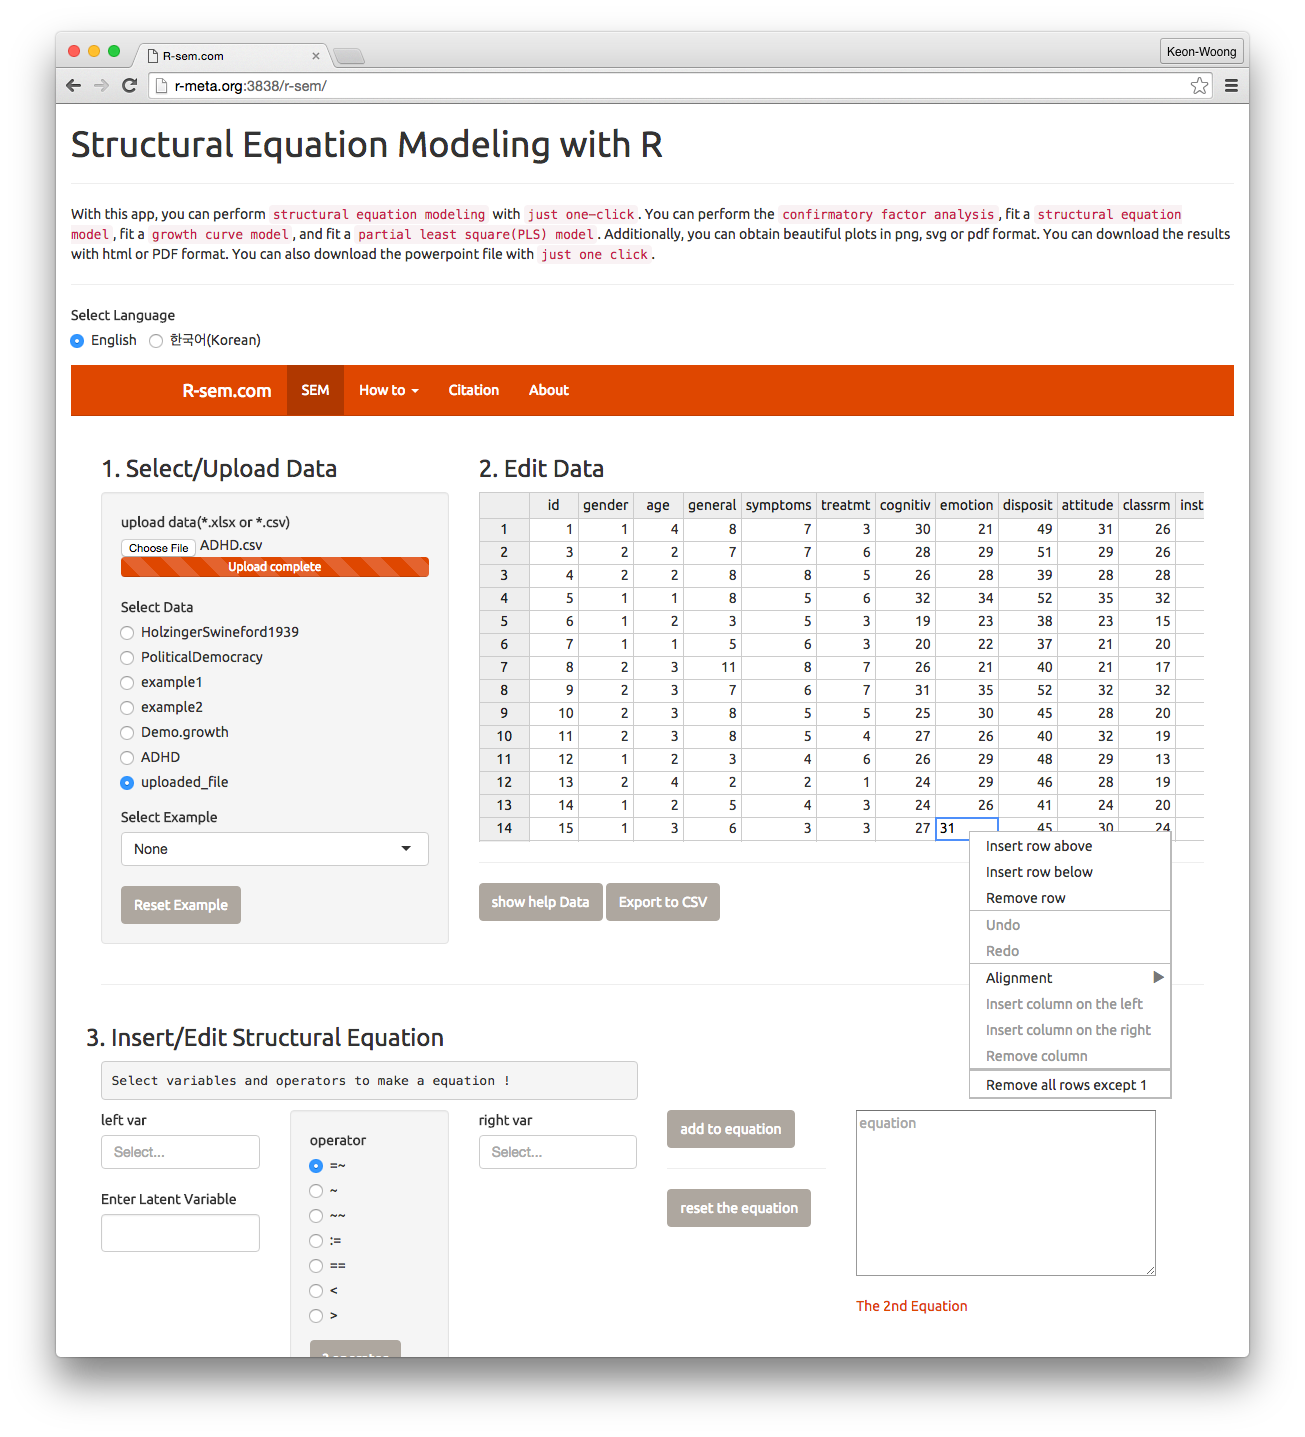 R-sem.com
Keon-Woong
r-meta.org:3838/r-sem/
Structural Equation Modeling with R
With this app, you can perform structural equation modeling with just one-click. You can perform the confirmatory factor analysis, fit a structural equation
model, fit a growth curve model, and fit a partial least square(PLS) model. Additionally, you can obtain beautiful plots in png, svg or pdf format. You can download the results
with html or PDF format. You can also download the powerpoint file with just one click.
Select Language
English 한국어(Korean)
R-sem.com SEM How to Citation About
1. Select/Upload Data
upload data(*.xlsx or *.csv)
Choose File ADHD.csv
Upload complete
Select Data
HolzingerSwineford1939
PoliticalDemocracy
example1
example2
Demo.growth
ADHD
uploaded_file
Select Example
None
Reset Example
2. Edit Data
id gender age general symptoms treatmt cognitiv emotion disposit attitude classrm inst
1 1 1 4 8 7 3 30 21 49 31 26
2 3 2 2 7 7 6 28 29 51 29 26
3 4 2 2 8 8 5 26 28 39 28 28
4 5 1 1 8 5 6 32 34 52 35 32
5 6 1 2 3 5 3 19 23 38 23 15
6 7 1 1 5 6 3 20 22 37 21 20
7 8 2 3 11 8 7 26 21 40 21 17
8 9 2 3 7 6 7 31 35 52 32 32
9 10 2 3 8 5 5 25 30 45 28 20
10 11 2 3 8 5 4 27 26 40 32 19
11 12 1 2 3 4 6 26 29 48 29 13
12 13 2 4 2 2 1 24 29 46 28 19
13 14 1 2 5 4 3 24 26 41 24 20
14 15 1 3 6 3 3 27 31 45 30 24
show help Data Export to CSV
Insert row above
Insert row below
Remove row
Undo
Redo
Alignment
Insert column on the left
Insert column on the right
Remove column
Remove all rows except 1
3. Insert/Edit Structural Equation
Select variables and operators to make a equation !
left var
Select...
Enter Latent Variable
operator
=~
~
~~
:=
==
<
>
right var
Select...
add to equation
reset the equation
equation
The 2nd Equation